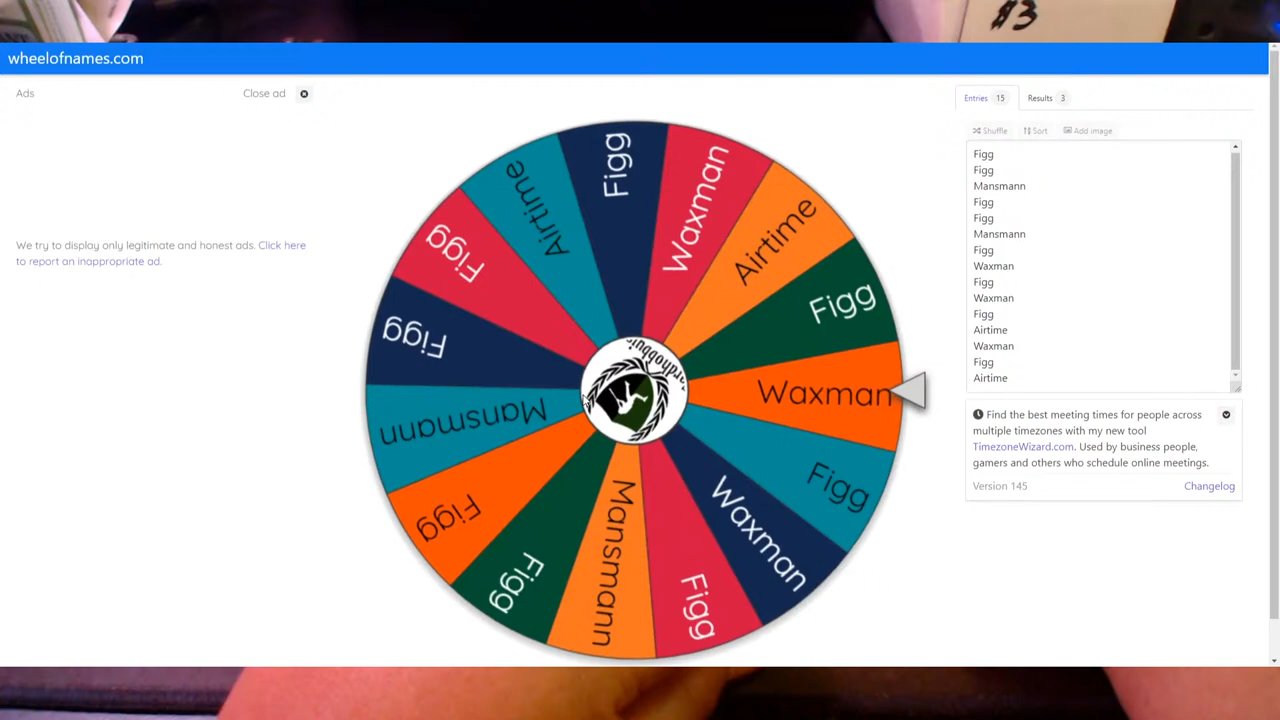 $3
wheelofnames.com
Ads
Close ad
Entries 15
Results 3
Shuffle
Sort
Add image
Figg
Figg
Mansmann
Figg
Figg
Mansmann
Figg
Waxman
Figg
Waxman
Figg
Airtime
Waxman
Figg
Airtime
We try to display only legitimate and honest ads. Click here
to report an inappropriate ad.
Figg
Waxman
Airtime
Figg
Waxman
Figg
Waxman
Figg
Mansmann
Figg
Figg
Mansmann
Figg
Figg
Airtime
Find the best meeting times for people across
multiple timezones with my new tool
TimezoneWizard.com. Used by business people,
gamers and others who schedule online meetings.
Version 145
Changelog